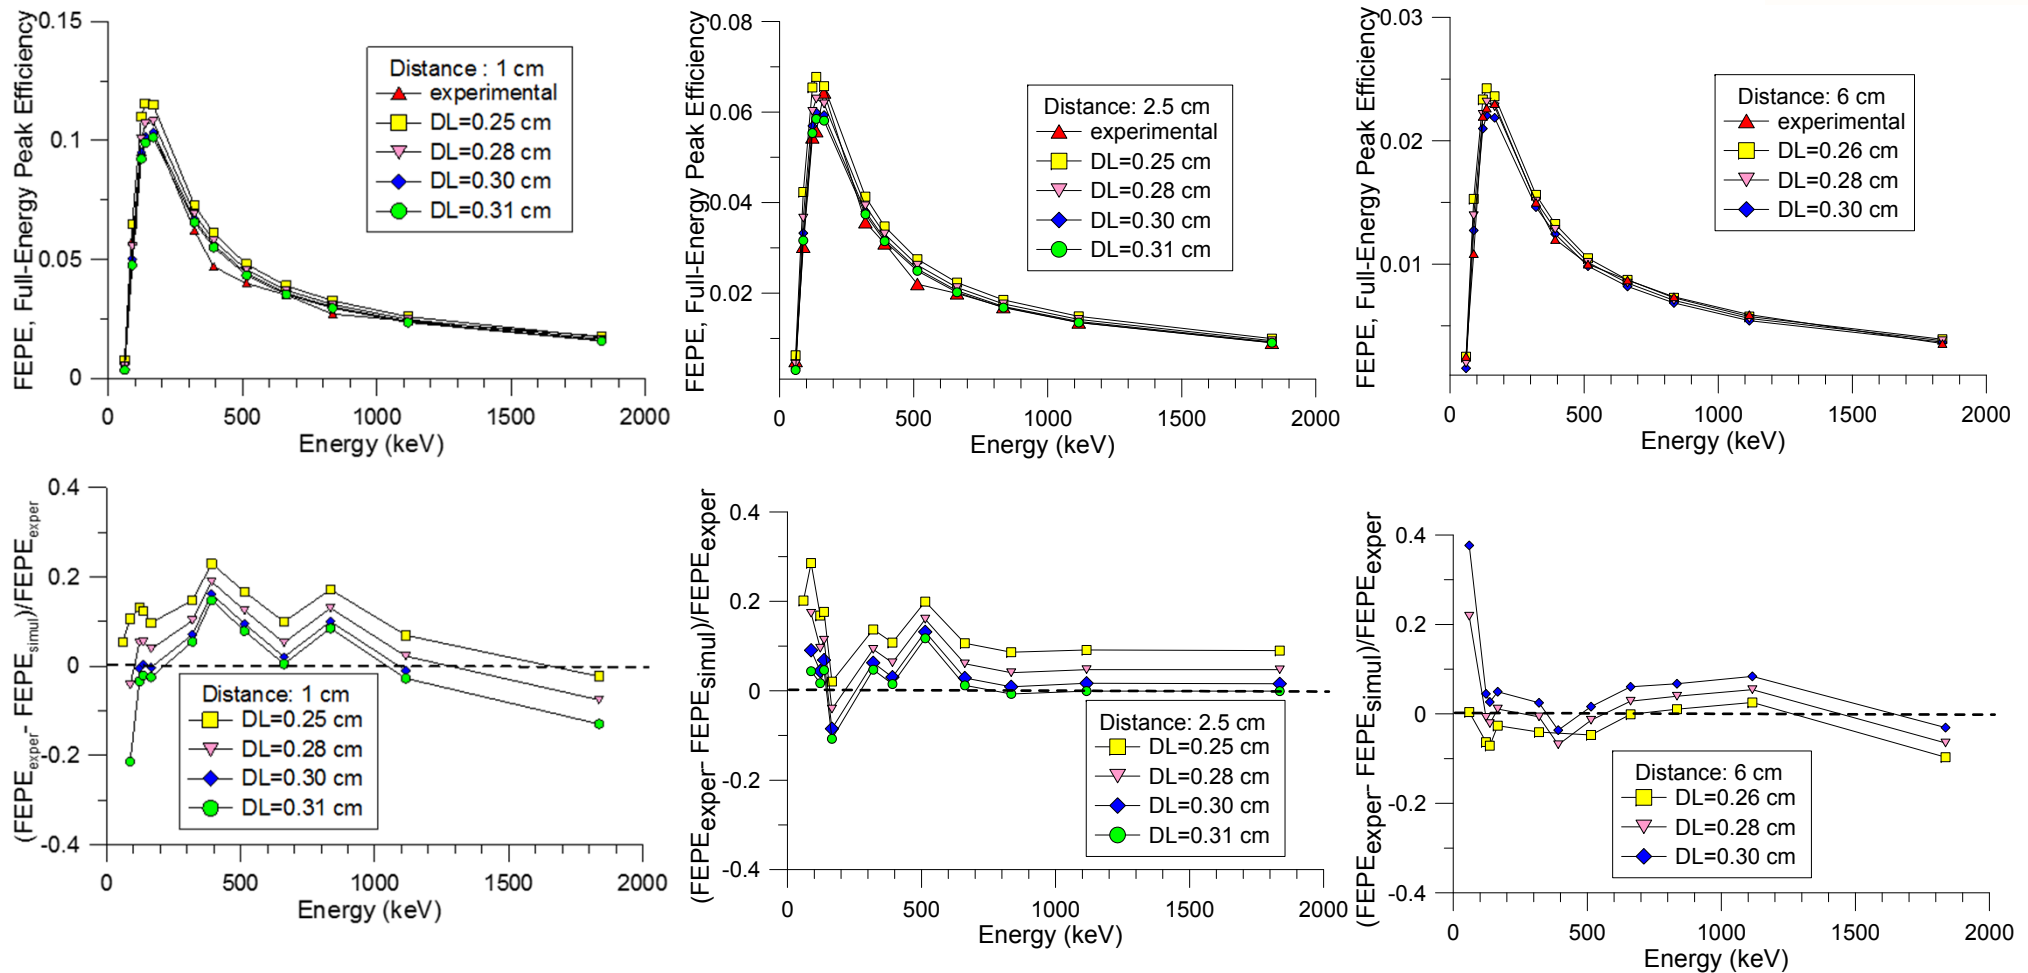 FEPE, Full-Energy Peak Efficiency
0.15
0.1
0.05
0
0
500
1000
1500
2000
Energy (keV)
Distance : 1 cm
experimental
DL=0.25 cm
DL=0.28 cm
DL=0.30 cm
DL=0.31 cm
FEPE, Full-Energy Peak Efficiency
0.08
0.06
0.04
0.02
0
500
1000
1500
2000
Energy (keV)
Distance: 2.5 cm
experimental
DL=0.25 cm
DL=0.28 cm
DL=0.30 cm
DL=0.31 cm
FEPE, Full-Energy Peak Efficiency
0.03
0.02
0.01
0
500
1000
1500
2000
Energy (keV)
Distance: 6 cm
experimental
DL=0.26 cm
DL=0.28 cm
DL=0.30 cm
(FEPEexper- FEPEsimul)/FEPEexper
0.4
0.2
0
-0.2
-0.4
0
500
1000
1500
2000
Energy (keV)
Distance: 1 cm
DL=0.25 cm
DL=0.28 cm
DL=0.30 cm
DL=0.31 cm
(FEPEexper- FEPEsimul)/FEPEexper
0.4
0.2
0
-0.2
-0.4
0
500
1000
1500
2000
Energy (keV)
Distance: 2.5 cm
DL=0.25 cm
DL=0.28 cm
DL=0.30 cm
DL=0.31 cm
(FEPEexper- FEPEsimul)/FEPEexper
0.4
0.2
0
-0.2
-0.4
0
500
1000
1500
2000
Energy (keV)
Distance: 6 cm
DL=0.26 cm
DL=0.28 cm
DL=0.30 cm